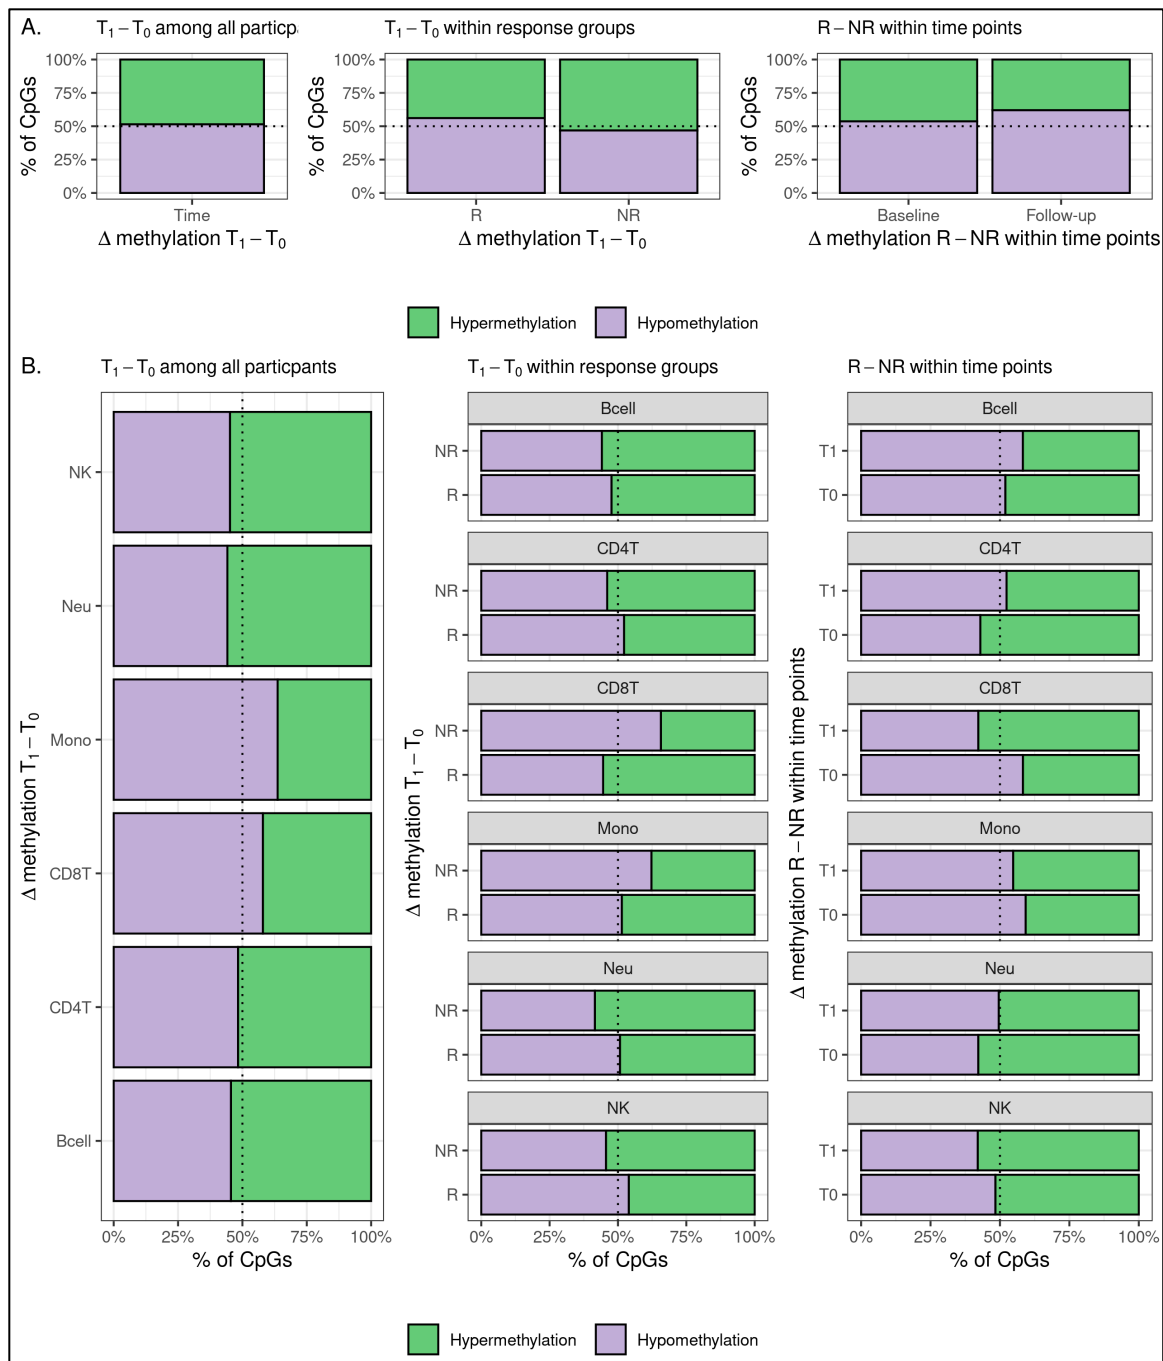 A.
T1 – T0 among all particp
T1 – T0 within response groups
R – NR within time points
% of CpGs
100%
75%
50%
25%
0%
Time
Δ methylation T1 – T0
% of CpGs
100%
75%
50%
25%
0%
R
NR
Δ methylation T1 – T0
% of CpGs
100%
75%
50%
25%
0%
Baseline
Follow-up
Δ methylation R – NR within time points
Hypermethylation
Hypomethylation
B.
T1 – T0 among all particpants
Δ methylation T1 – T0
NK
Neu
Mono
CD8T
CD4T
Bcell
0% 25% 50% 75% 100%
% of CpGs
T1 – T0 within response groups
Δ methylation T1 – T0
Bcell
NR
R
CD4T
NR
R
CD8T
NR
R
Mono
NR
R
Neu
NR
R
NK
NR
R
0% 25% 50% 75% 100%
% of CpGs
R – NR within time points
Δ methylation R – NR within time points
Bcell
T1
T0
CD4T
T1
T0
CD8T
T1
T0
Mono
T1
T0
Neu
T1
T0
NK
T1
T0
0% 25% 50% 75% 100%
% of CpGs
Hypermethylation
Hypomethylation